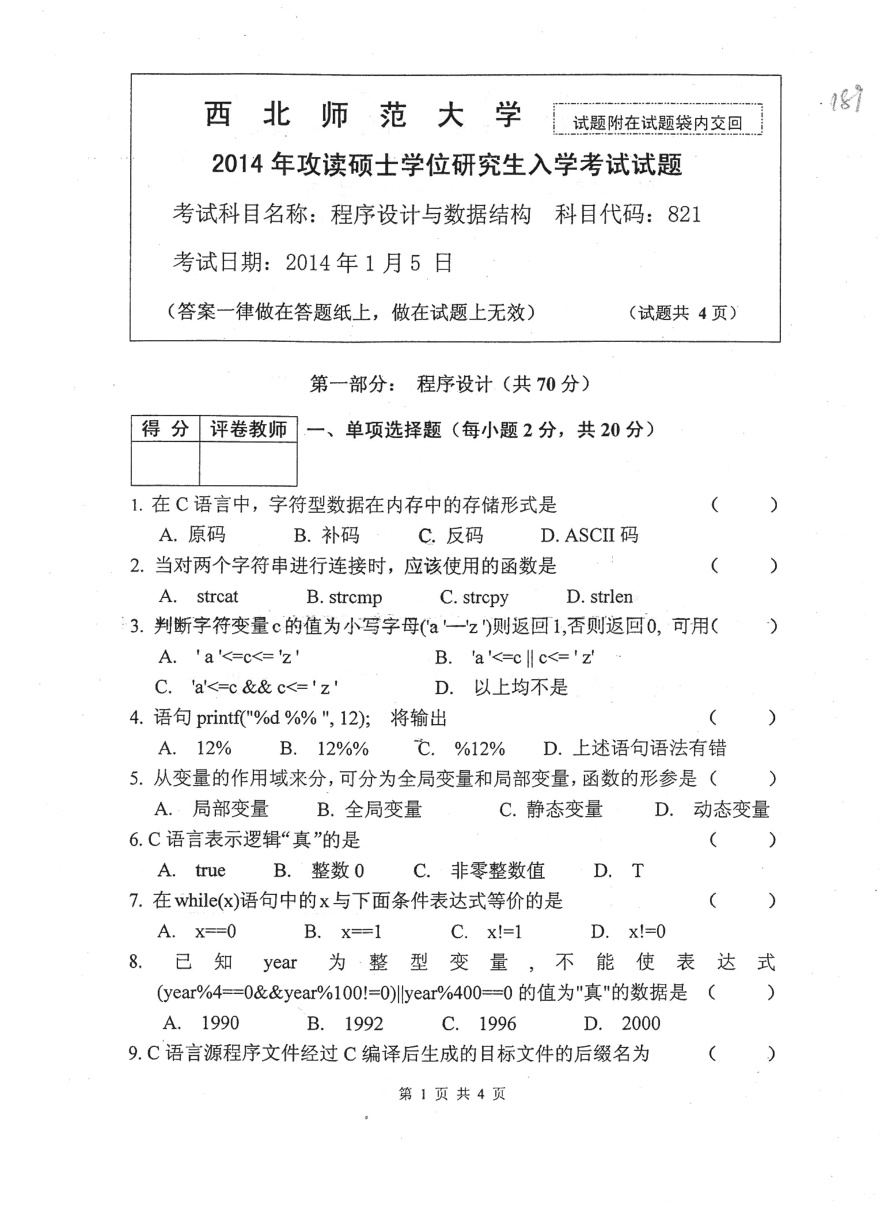 189
西 北 师 范 大 学 试题附在试题袋内交回
2014 年攻读硕士学位研究生入学考试试题
考试科目名称：程序设计与数据结构 科目代码：821
考试日期：2014 年 1 月 5 日
（答案一律做在答题纸上，做在试题上无效） （试题共 4 页）
第一部分： 程序设计（共 70 分）
得 分 评卷教师 一、单项选择题（每小题 2 分，共 20 分）
1. 在 C 语言中，字符型数据在内存中的存储形式是 （ ）
A. 原码 B. 补码 C. 反码 D. ASCII 码
2. 当对两个字符串进行连接时，应该使用的函数是 （ ）
A. strcat B. strcmp C. strcpy D. strlen
3. 判断字符变量 c 的值为小写字母('a '—'z ')则返回 1,否则返回 0, 可用( )
A. ' a '<=c<= 'z ' B. 'a '<=c || c<= ' z'
C. 'a'<=c && c<= ' z ' D. 以上均不是
4. 语句 printf("%d %% ", 12); 将输出 （ ）
A. 12% B. 12%% C. %12% D. 上述语句语法有错
5. 从变量的作用域来分，可分为全局变量和局部变量，函数的形参是 （ ）
A. 局部变量 B. 全局变量 C. 静态变量 D. 动态变量
6. C 语言表示逻辑“真”的是 （ ）
A. true B. 整数 0 C. 非零整数值 D. T
7. 在 while(x)语句中的 x 与下面条件表达式等价的是 （ ）
A. x==0 B. x==1 C. x!=1 D. x!=0
8. 已 知 year 为 整 型 变 量 , 不 能 使 表 达 式
(year%4==0&&year%100!=0)||year%400==0 的值为"真"的数据是 （ ）
A. 1990 B. 1992 C. 1996 D. 2000
9. C 语言源程序文件经过 C 编译后生成的目标文件的后缀名为 （ ）
第 1 页 共 4 页